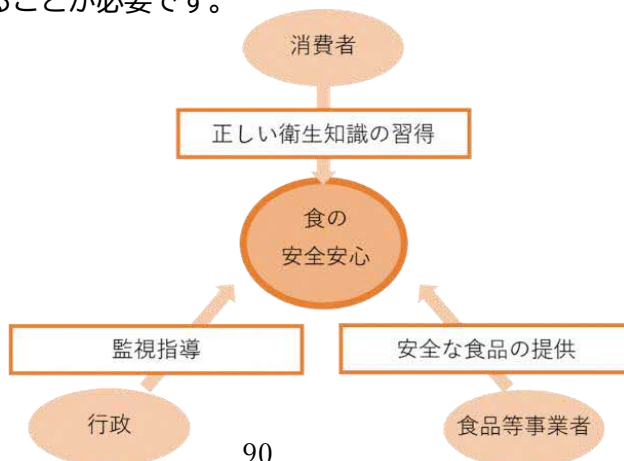 ることが必要です。
消費者
正しい衛生知識の習得
食の
安全安心
監視指導
安全な食品の提供
行政
食品等事業者
90